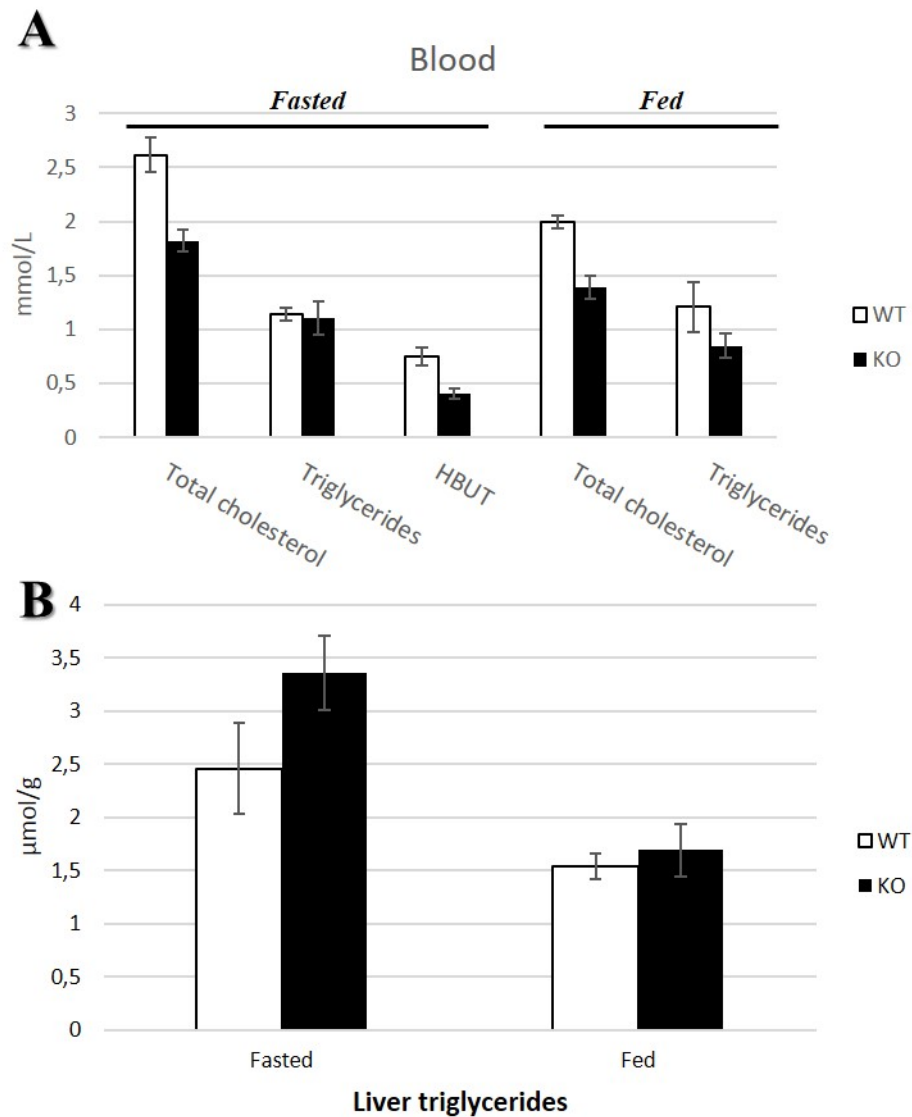 A
Blood
Fasted
Fed
3
2,5
2
1,5
1
0,5
0
mmol/L
Total cholesterol
Triglycerides
HBUT
Total cholesterol
Triglycerides
WT
KO
B
4
3,5
3
2,5
2
1,5
1
0,5
0
µmol/g
Fasted
Fed
WT
KO
Liver triglycerides